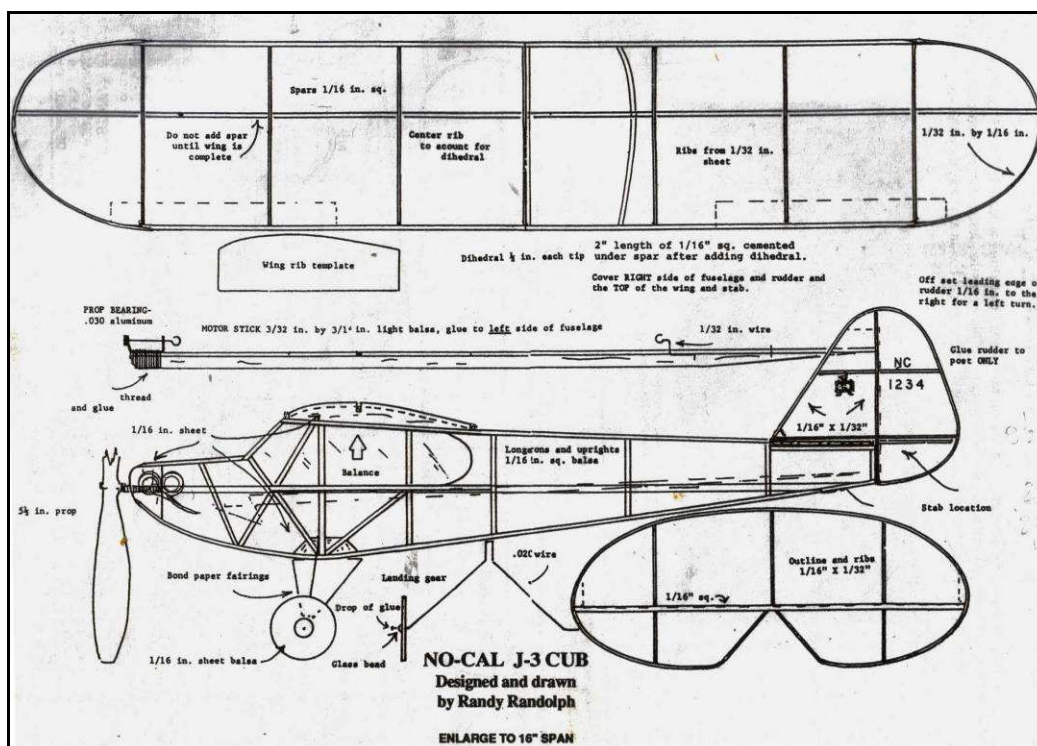 Spars 1/16 in. sq.
Do not add spar
until wing is
complete
Center rib
to acount for
dihedral
Ribs from 1/32 in.
sheet
1/32 in. by 1/16 in.
Wing rib template
Dihedral ½ in. each tip
2" length of 1/16" sq. cemented
under spar after adding dihedral.
Cover RIGHT side of fuselage and rudder and
the TOP of the wing and stab.
Off set leading edge o
rudder 1/16 in. to the
right for a left turn.
PROP BEARING-
.030 aluminum
MOTOR STICK 3/32 in. by in. light balsa, glue to left side of fuselage
1/32 in. wire
Glue rudder to
post ONLY
thread
and glue
NC
1234
1/16" X 1/32"
1/16 in. sheet
Balance
Longerons and uprights
1/16 in. sq. balsa
in. prop
Stab location
Bond paper fairings
Landing gear
wire
Drop of glue
Outline and ribs
1/16" X 1/32"
1/16" sq.
1/16 in. sheet balsa
Glass bead
NO-CAL J-3 CUB
Designed and drawn
by Randy Randolph
ENLARGE TO 16" SPAN